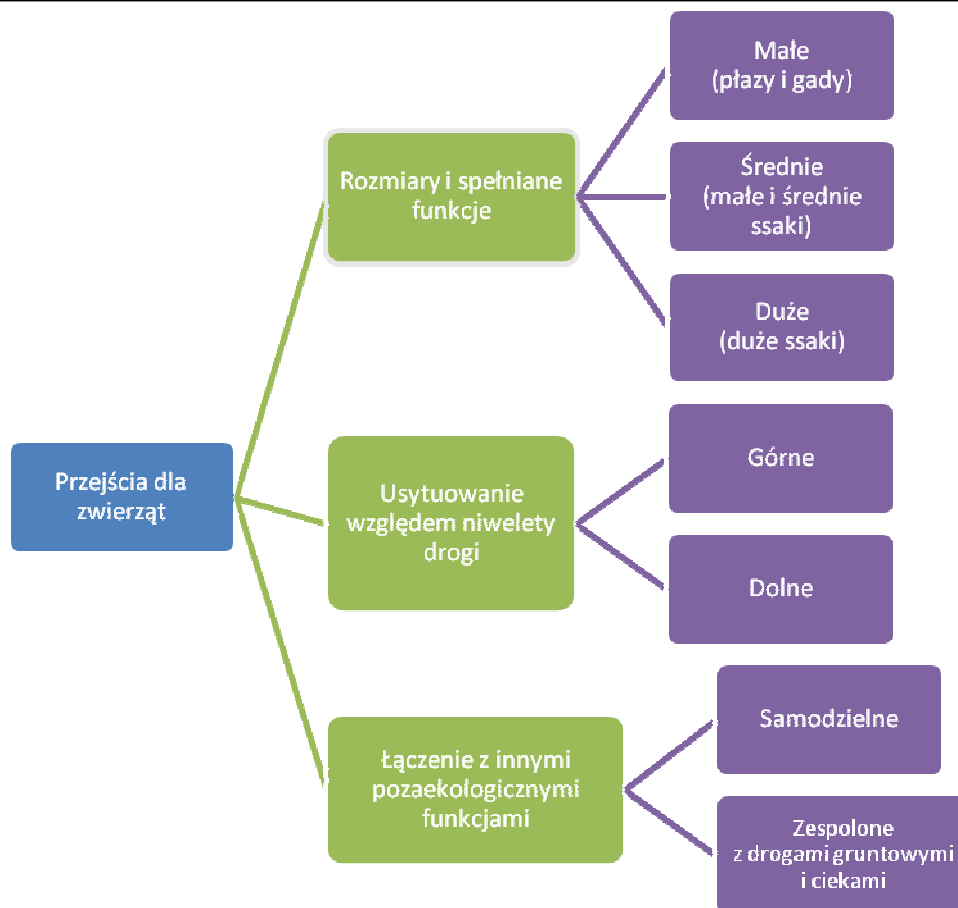 Małe
(płazy i gady)
Rozmiary i spełniane
funkcje
Średnie
(małe i średnie
ssaki)
Duże
(duże ssaki)
Przejścia dla
zwierząt
Usytuowanie
względem niwelety
drogi
Górne
Dolne
Łączenie z innymi
pozaekologicznymi
funkcjami
Samodzielne
Zespolone
z drogami gruntowymi
i ciekami